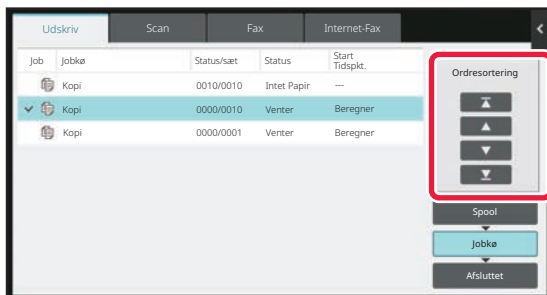 Udskriv Scan Fax Internet-Fax
Job Jobkø Status/sæt Status Start Tidspkt.
Kopi 0010/0010 Intet Papir —
Kopi 0000/0010 Venter Beregner
Kopi 0000/0001 Venter Beregner
Ordresortering
Spool
Jobkø
Afsluttet